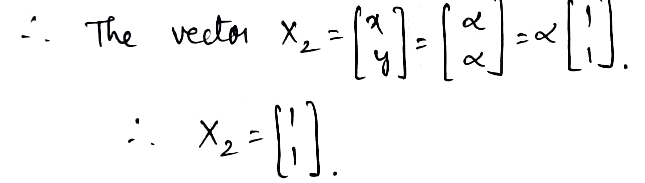 ∴ The vector X₂ = [x y] = [α α] = α [1 1].
∴ X₂ = [1 1].